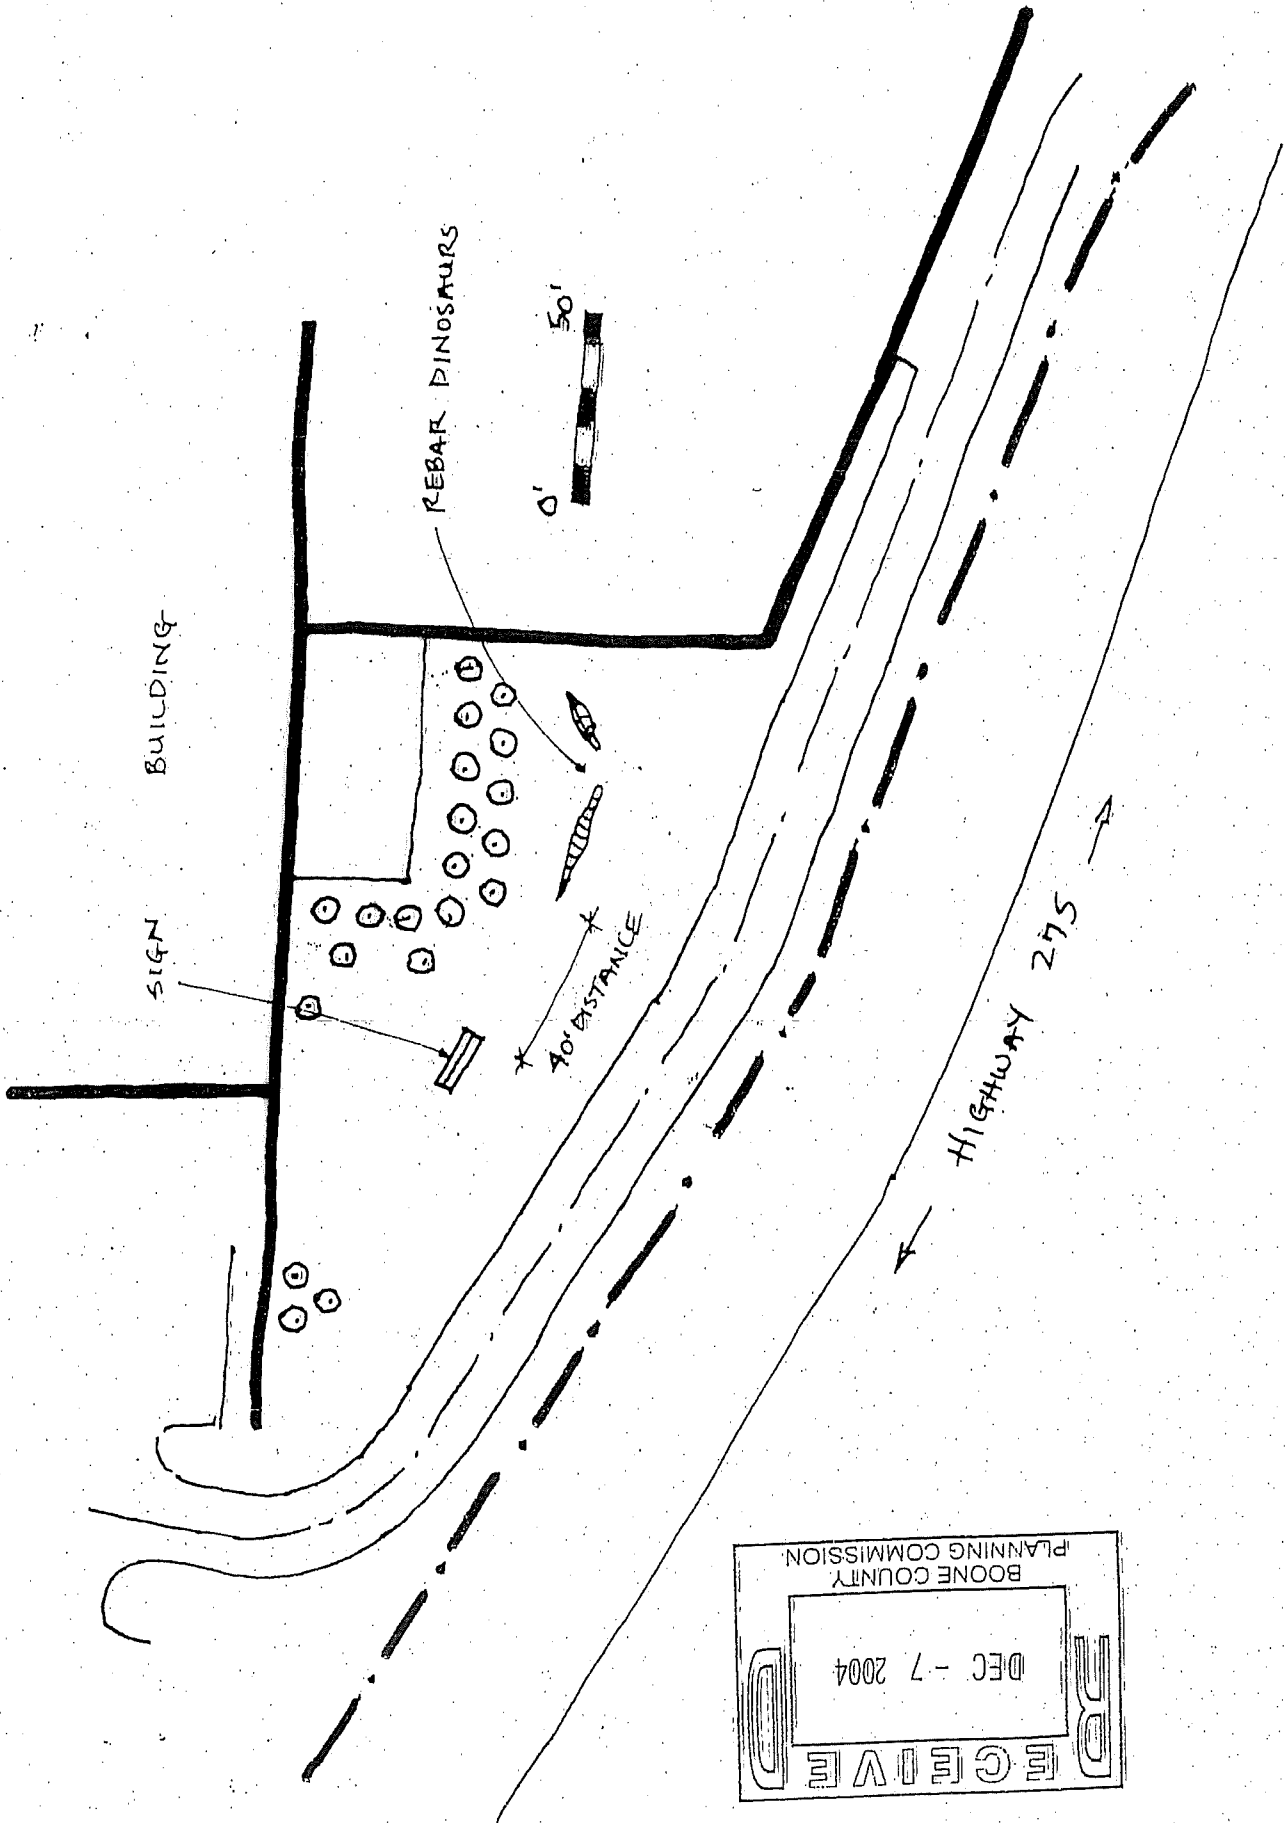 BUILDING
SIGN
REBAR DINOSAURS
0' 50'
40' DISTANCE
HIGHWAY 275
RECEIVED
DEC - 7 2004
BOONE COUNTY
PLANNING COMMISSION